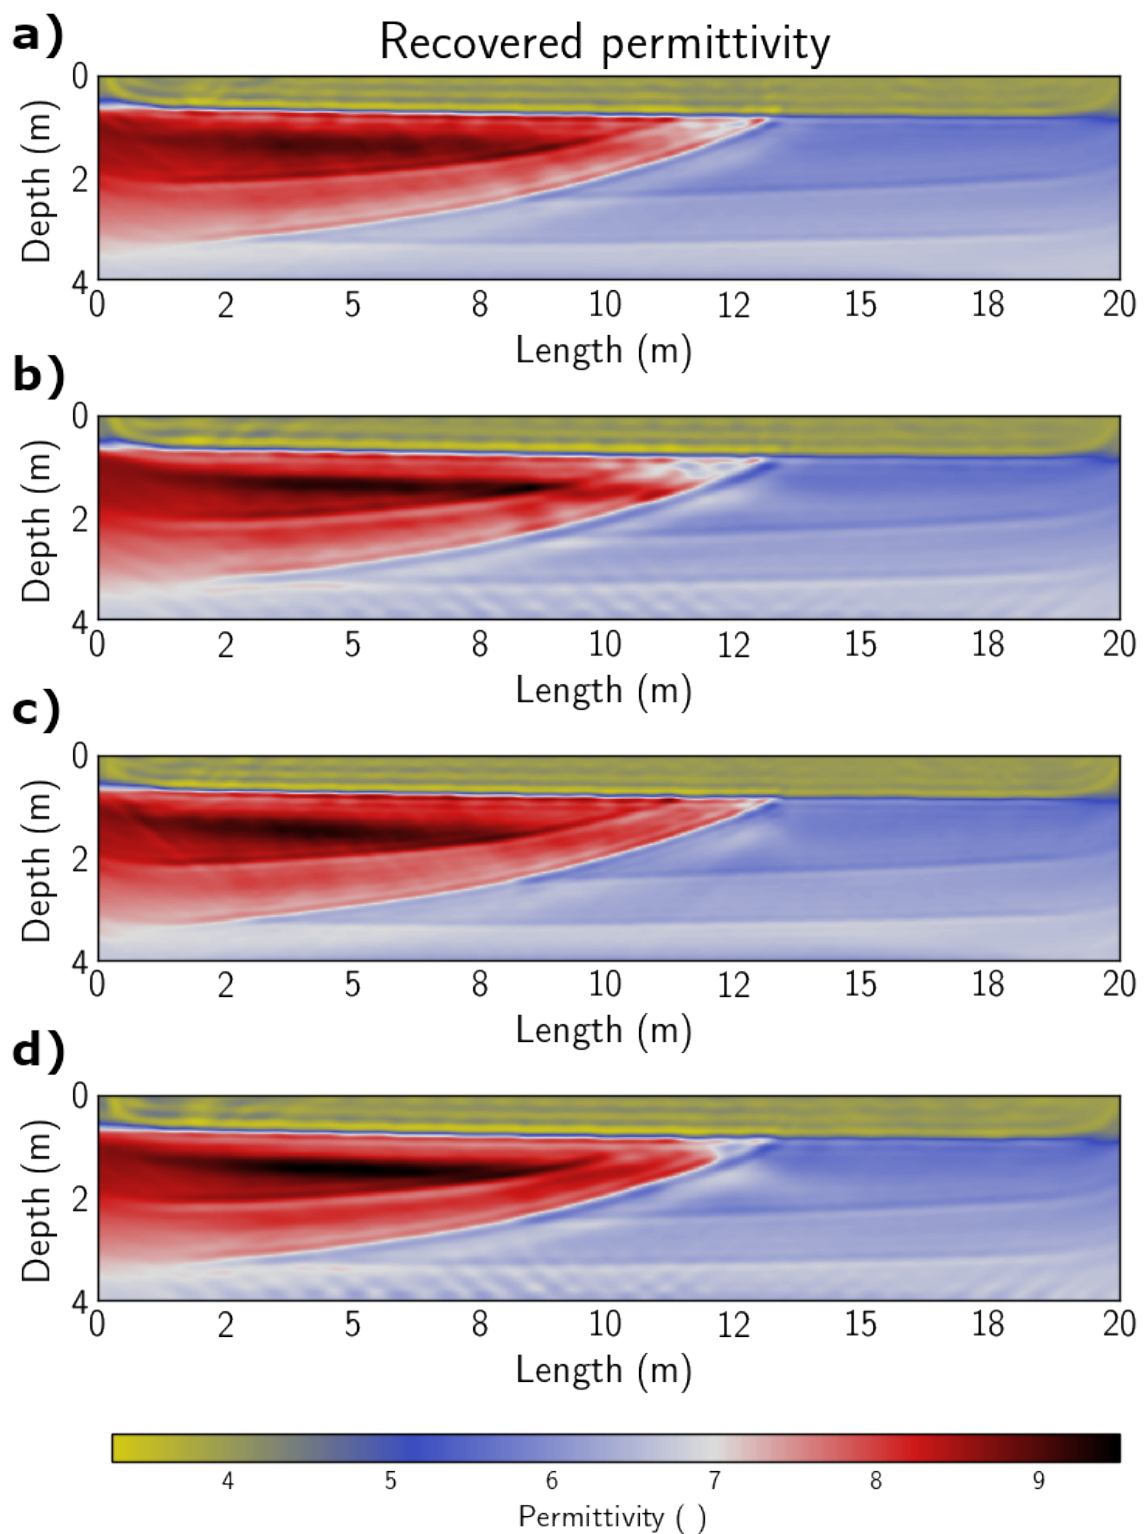 a)
Recovered permittivity
0
2
4
Depth (m)
0 2 5 8 10 12 15 18 20
Length (m)
b)
0
2
4
Depth (m)
0 2 5 8 10 12 15 18 20
Length (m)
c)
0
2
4
Depth (m)
0 2 5 8 10 12 15 18 20
Length (m)
d)
0
2
4
Depth (m)
0 2 5 8 10 12 15 18 20
Length (m)
4 5 6 7 8 9
Permittivity ( )